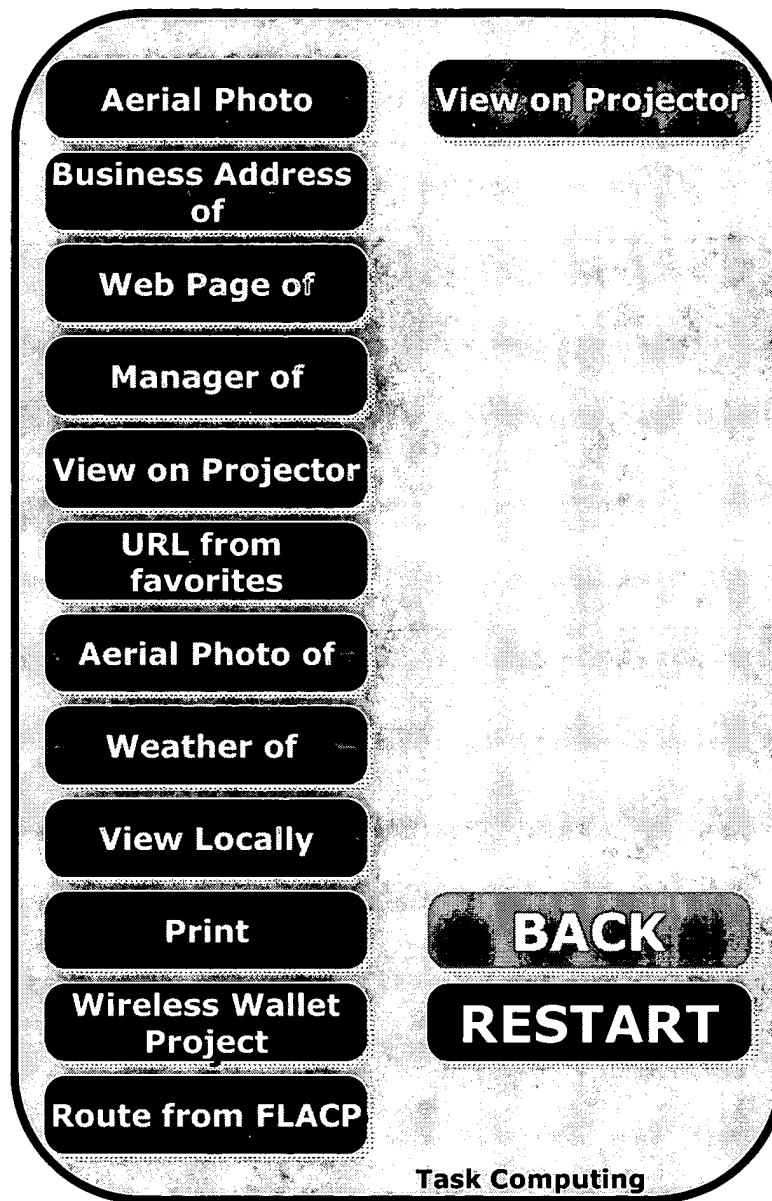 Aerial Photo
Business Address
of
Web Page of
Manager of
View on Projector
URL from
favorites
Aerial Photo of
Weather of
View Locally
Print
Wireless Wallet
Project
Route from FLACP
View on Projector
BACK
RESTART
Task Computing